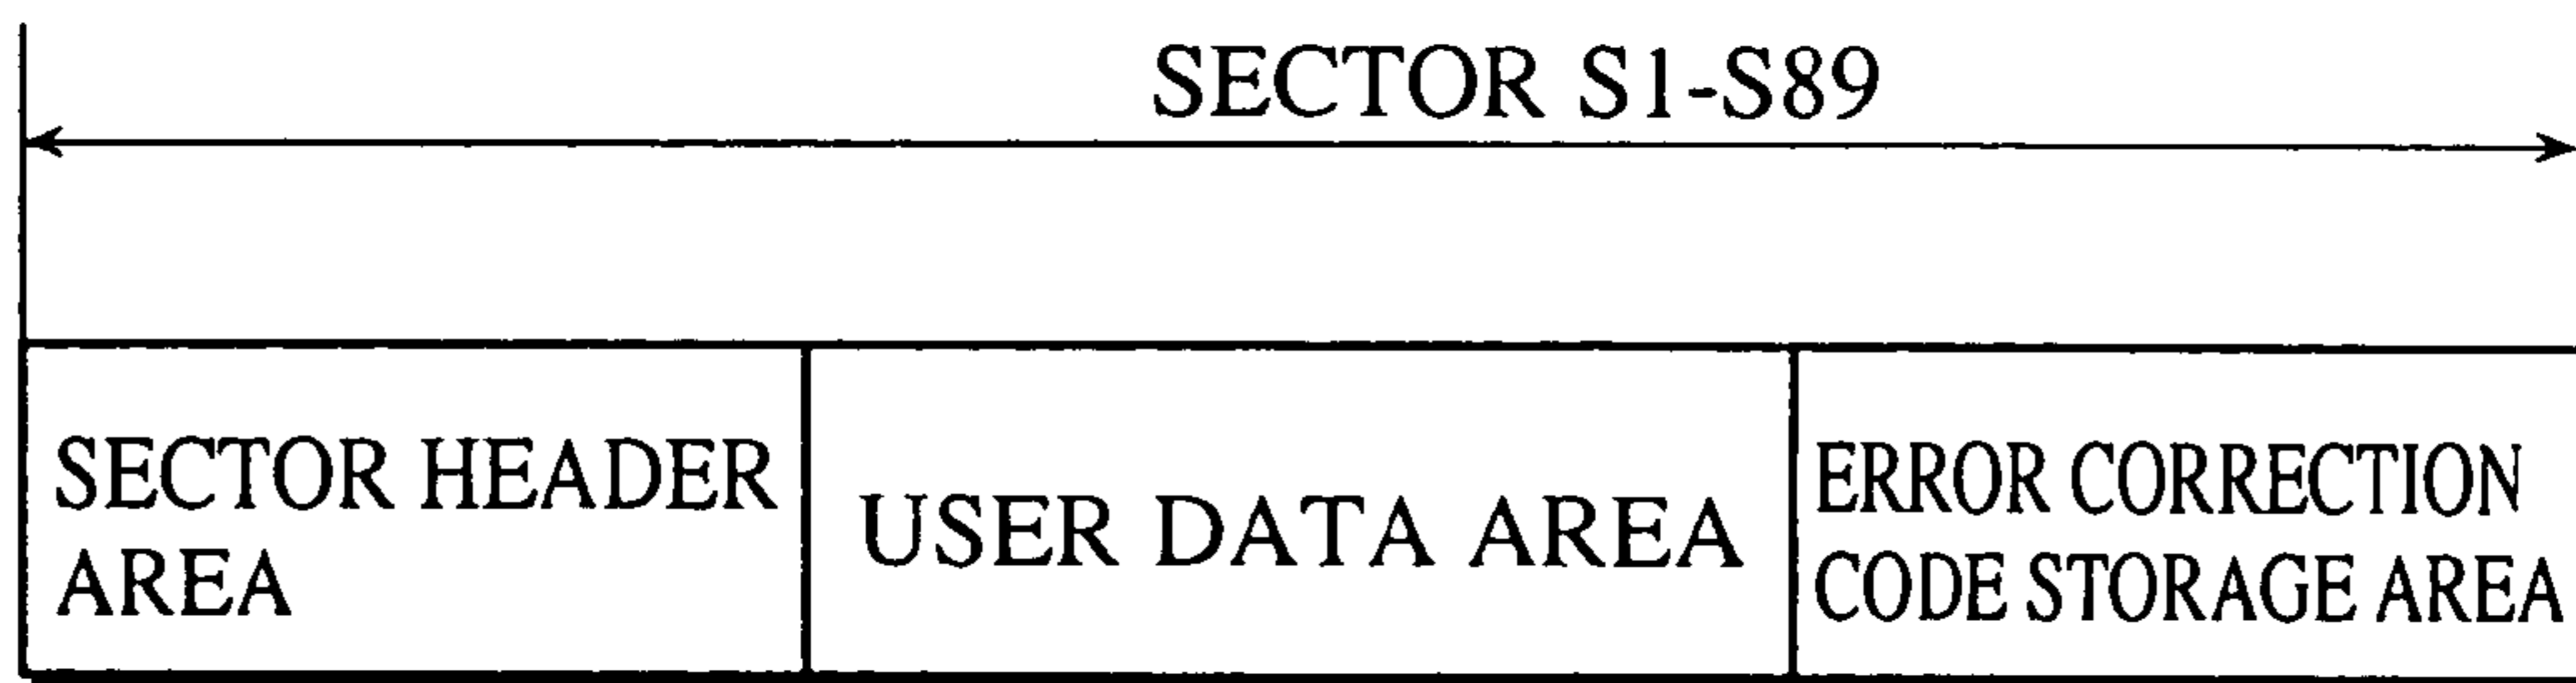 SECTOR S1-S89
SECTOR HEADER
AREA
USER DATA AREA
ERROR CORRECTION
CODE STORAGE AREA